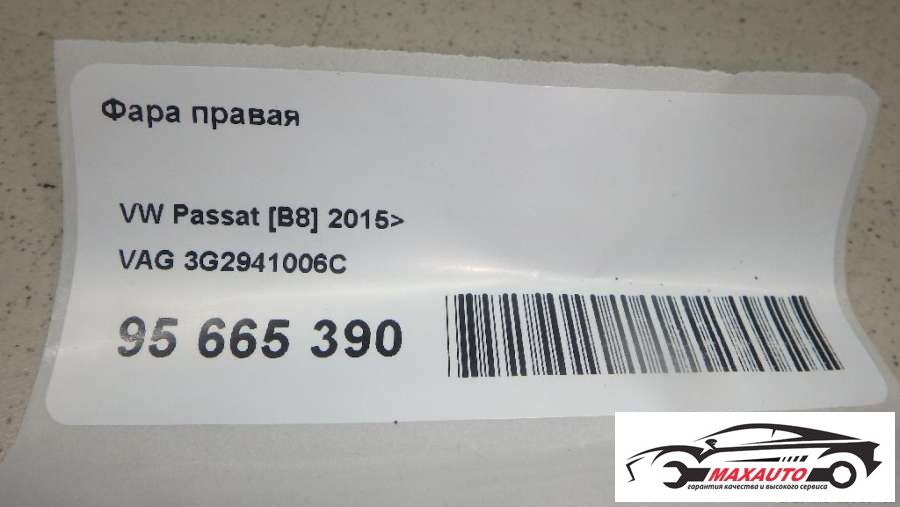 Фара правая
VW Passat [B8] 2015>
VAG 3G2941006C
95 665 390
MAXAUTO
гарантия качества и высокого сервиса